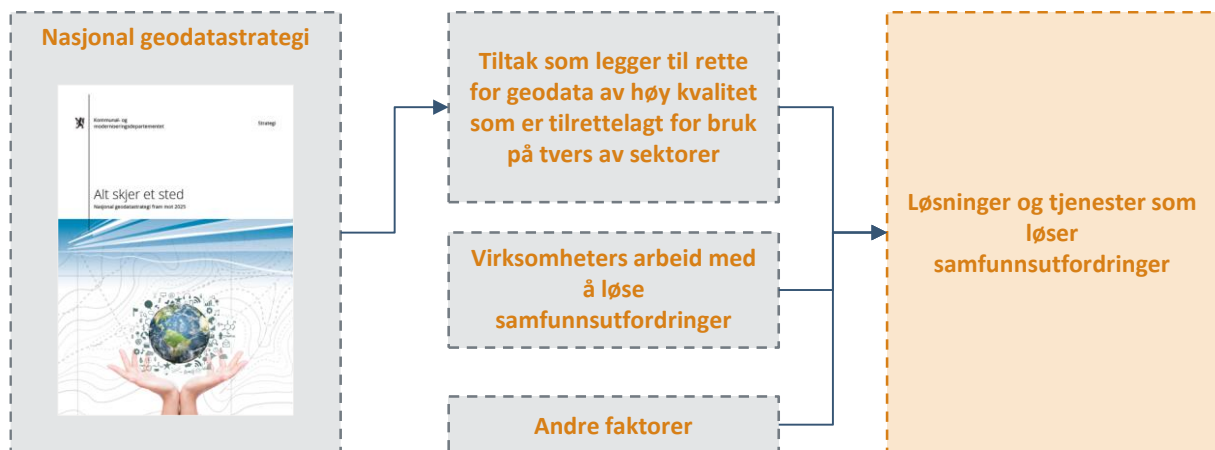 Nasjonal geodatastrategi
Kommunal- og
moderniseringsdepartementet
Strategi
Alt skjer et sted
Nasjonal geodatastrategi fram mot 2025
Tiltak som legger til rette
for geodata av høy kvalitet
som er tilrettelagt for bruk
på tvers av sektorer
Virksomheters arbeid med
å løse
samfunnsutfordringer
Andre faktorer
Løsninger og tjenester som
løser
samfunnsutfordringer